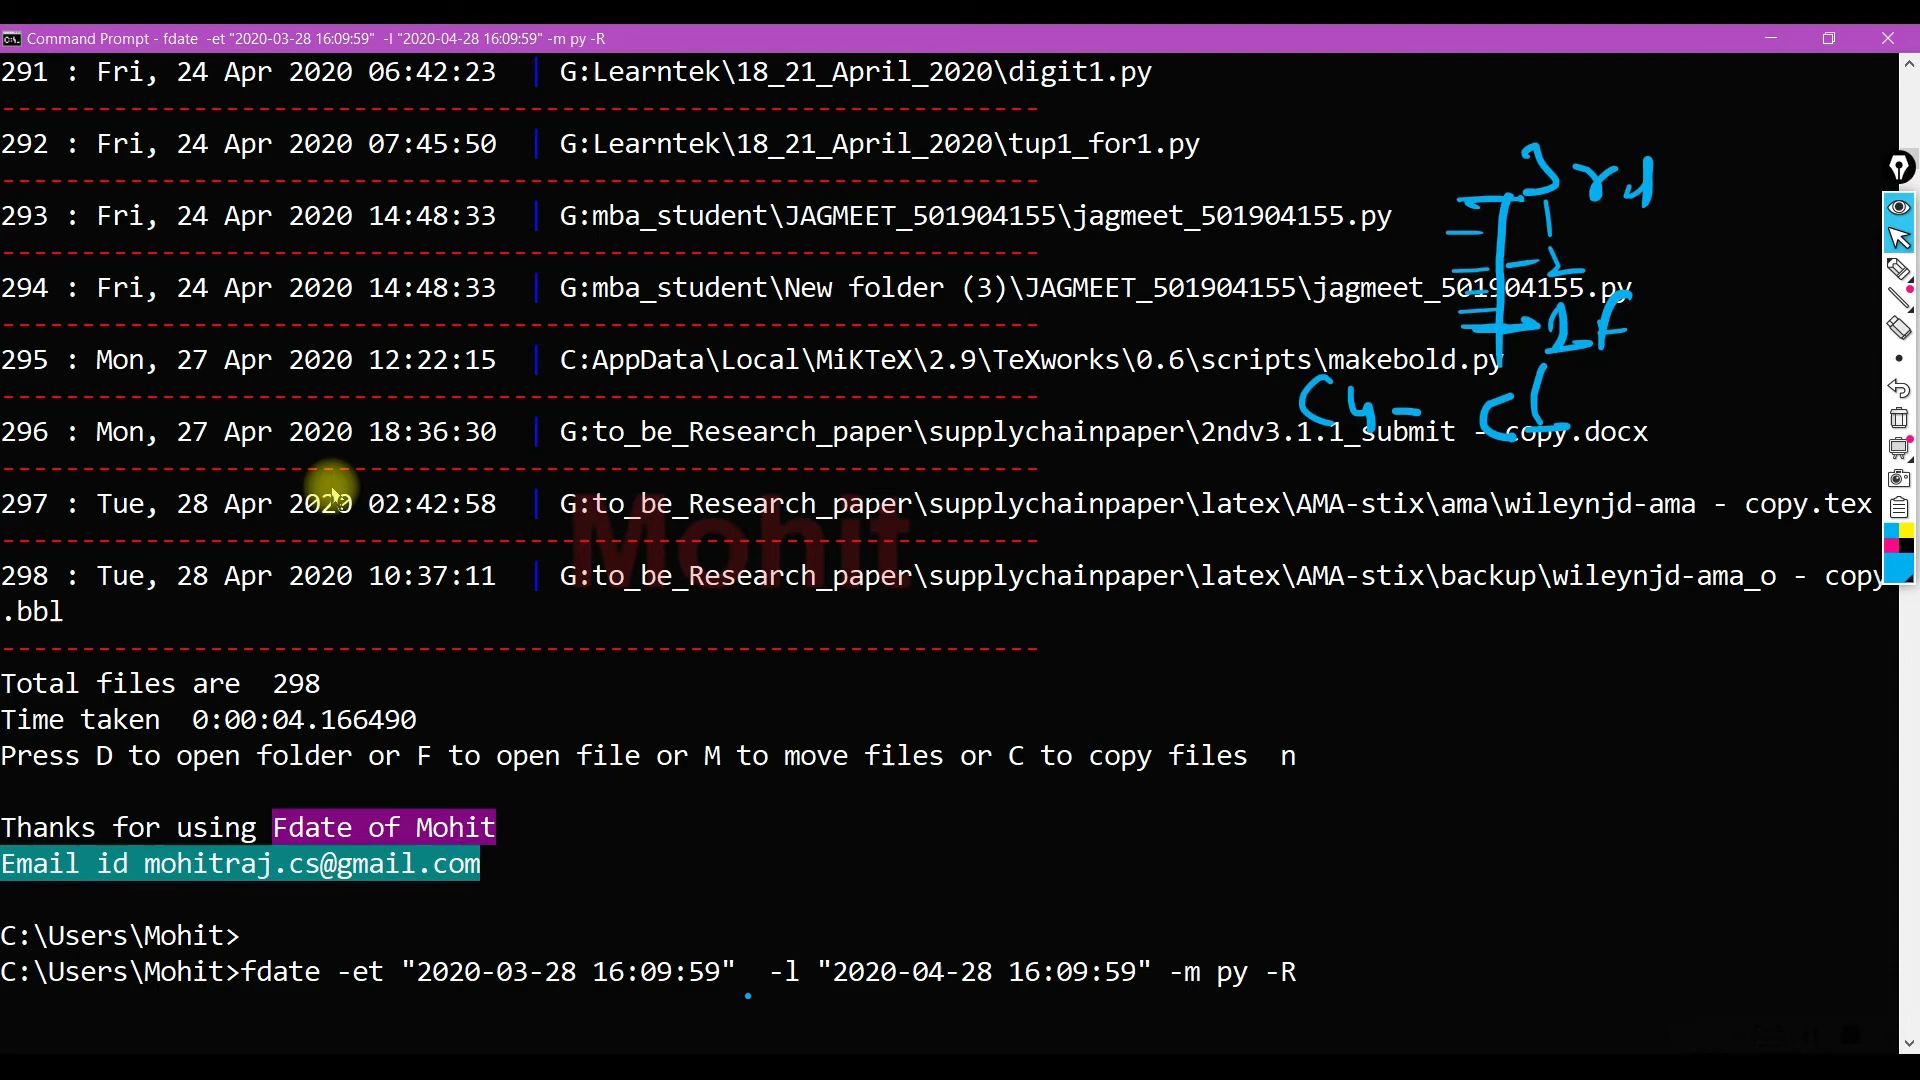 Command Prompt - fdate -et "2020-03-28 16:09:59" -l "2020-04-28 16:09:59" -m py -R
291 : Fri, 24 Apr 2020 06:42:23 | G:Learntek\18_21_April_2020\digit1.py
-----------------------------------------------------------------
292 : Fri, 24 Apr 2020 07:45:50 | G:Learntek\18_21_April_2020\tup1_for1.py
-----------------------------------------------------------------
293 : Fri, 24 Apr 2020 14:48:33 | G:mba_student\JAGMEET_501904155\jagmeet_501904155.py
-----------------------------------------------------------------
294 : Fri, 24 Apr 2020 14:48:33 | G:mba_student\New folder (3)\JAGMEET_501904155\jagmeet_501904155.py
-----------------------------------------------------------------
295 : Mon, 27 Apr 2020 12:22:15 | C:AppData\Local\MiKTeX\2.9\TeXworks\0.6\scripts\makebold.py
-----------------------------------------------------------------
296 : Mon, 27 Apr 2020 18:36:30 | G:to_be_Research_paper\supplychainpaper\2ndv3.1.1_submit - copy.docx
-----------------------------------------------------------------
297 : Tue, 28 Apr 2020 02:42:58 | G:to_be_Research_paper\supplychainpaper\latex\AMA-stix\ama\wileynjd-ama - copy.tex
-----------------------------------------------------------------
298 : Tue, 28 Apr 2020 10:37:11 | G:to_be_Research_paper\supplychainpaper\latex\AMA-stix\backup\wileynjd-ama_o - copy
.bbl
-----------------------------------------------------------------
Total files are 298
Time taken 0:00:04.166490
Press D to open folder or F to open file or M to move files or C to copy files n
Thanks for using Fdate of Mohit
Email id mohitraj.cs@gmail.com
C:\Users\Mohit>
C:\Users\Mohit>fdate -et "2020-03-28 16:09:59" -l "2020-04-28 16:09:59" -m py -R
3rd
Mohit